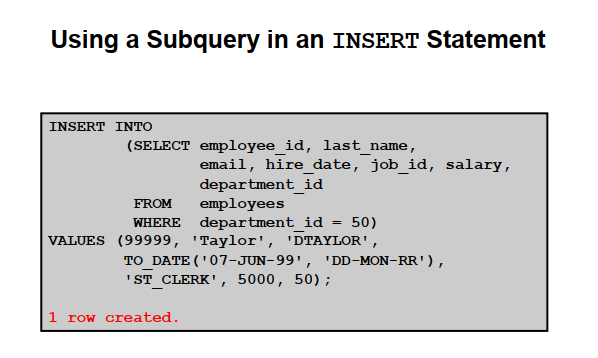 Using a Subquery in an INSERT Statement
INSERT INTO
(SELECT employee_id, last_name,
email, hire_date, job_id, salary,
department_id
FROM employees
WHERE department_id = 50)
VALUES (99999, 'Taylor', 'DTAYLOR',
TO_DATE('07-JUN-99', 'DD-MON-RR'),
'ST_CLERK', 5000, 50);
1 row created.